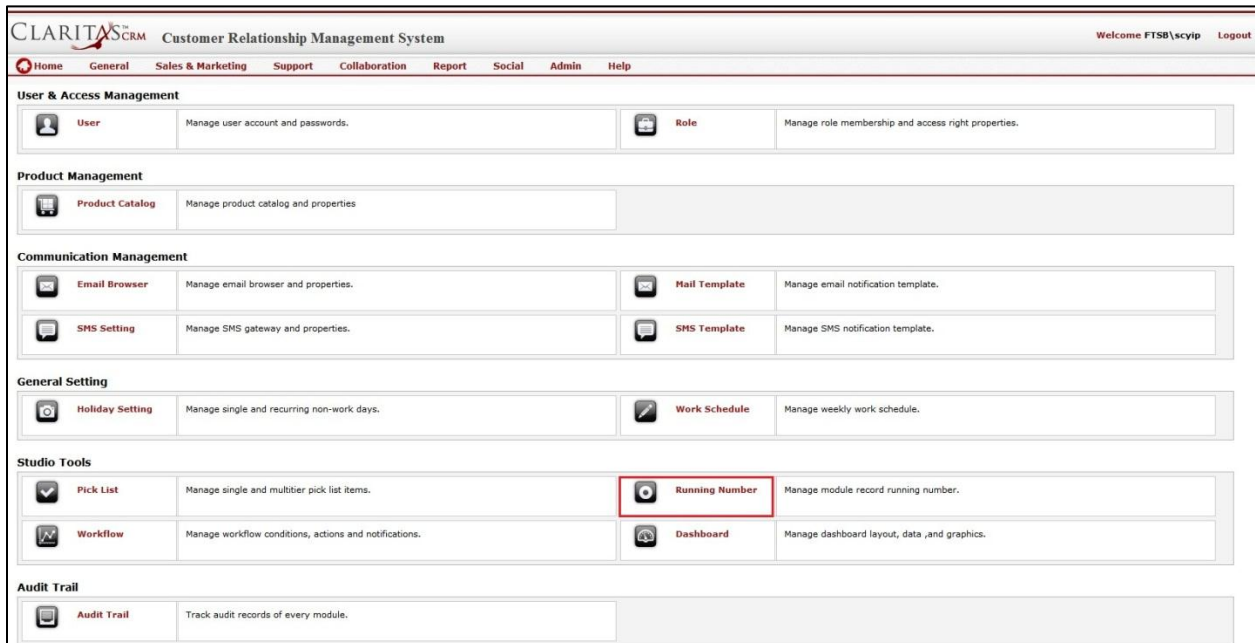 CLARITAS™CRM Customer Relationship Management System Welcome FTSB\scyip Logout
Home General Sales & Marketing Support Collaboration Report Social Admin Help
User & Access Management
User Manage user account and passwords. Role Manage role membership and access right properties.
Product Management
Product Catalog Manage product catalog and properties
Communication Management
Email Browser Manage email browser and properties. Mail Template Manage email notification template.
SMS Setting Manage SMS gateway and properties. SMS Template Manage SMS notification template.
General Setting
Holiday Setting Manage single and recurring non-work days. Work Schedule Manage weekly work schedule.
Studio Tools
Pick List Manage single and multitier pick list items. Running Number Manage module record running number.
Workflow Manage workflow conditions, actions and notifications. Dashboard Manage dashboard layout, data ,and graphics.
Audit Trail
Audit Trail Track audit records of every module.